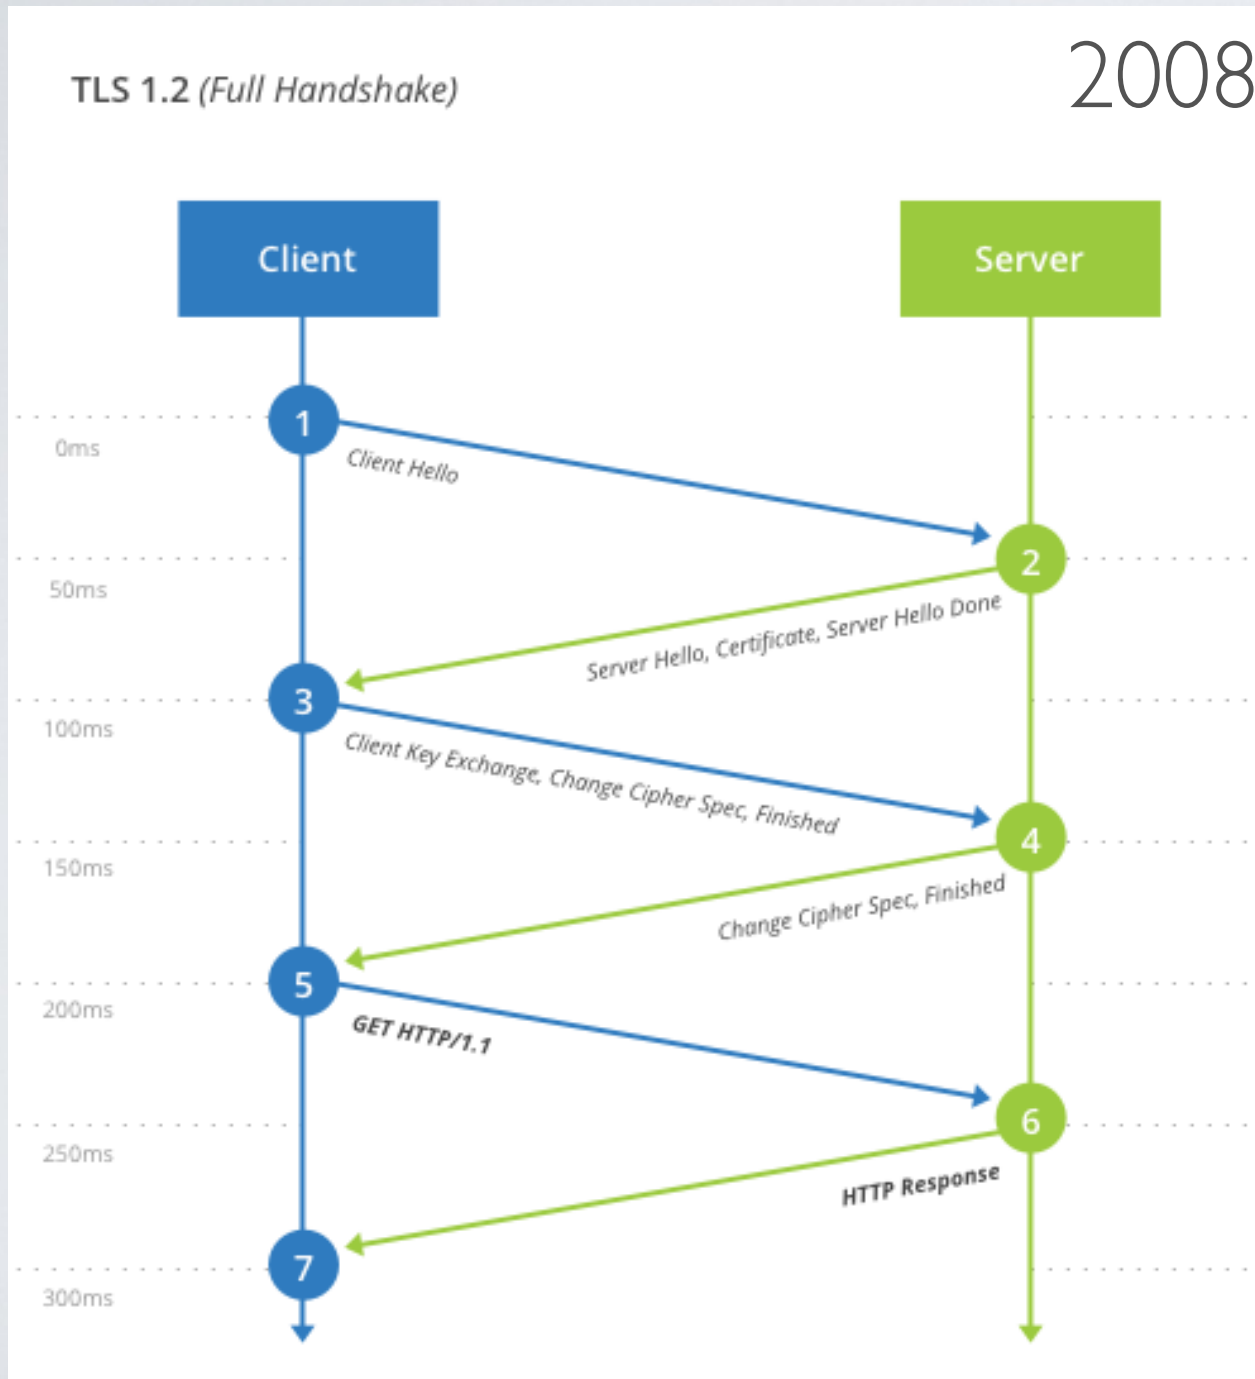 2008
TLS 1.2 (Full Handshake)
Client
Server
1
0ms
Client Hello
2
50ms
Server Hello, Certificate, Server Hello Done
3
100ms
Client Key Exchange, Change Cipher Spec, Finished
4
150ms
Change Cipher Spec, Finished
5
200ms
GET HTTP/1.1
6
250ms
HTTP Response
7
300ms